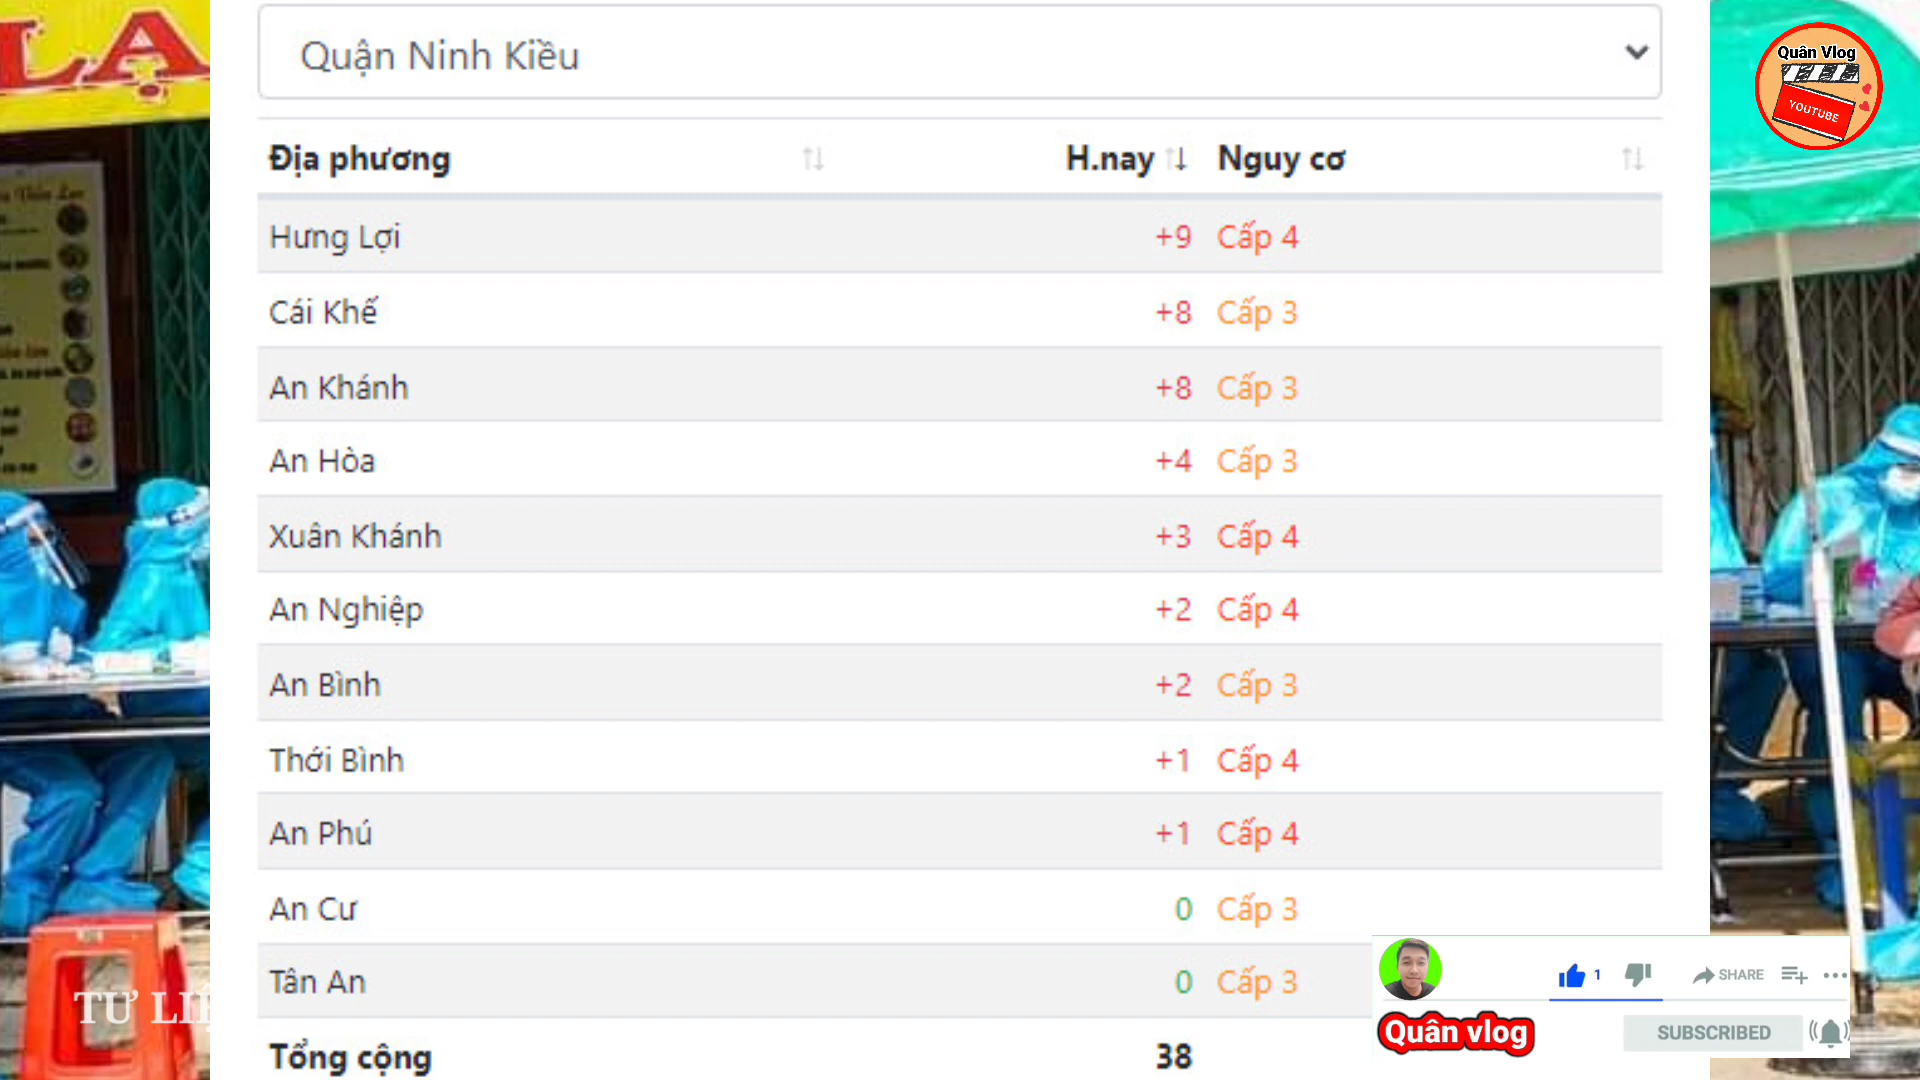 LẠ
Quận Ninh Kiều
Quân Vlog
YOUTUBE
Địa phương H.nay Nguy cơ
Hưng Lợi +9 Cấp 4
Cái Khế +8 Cấp 3
An Khánh +8 Cấp 3
An Hòa +4 Cấp 3
Xuân Khánh +3 Cấp 4
An Nghiệp +2 Cấp 4
An Bình +2 Cấp 3
Thới Bình +1 Cấp 4
An Phú +1 Cấp 4
An Cư 0 Cấp 3
Tân An 0 Cấp 3
Tổng cộng 38
TƯ LIỆ
1 SHARE
Quân vlog
SUBSCRIBED